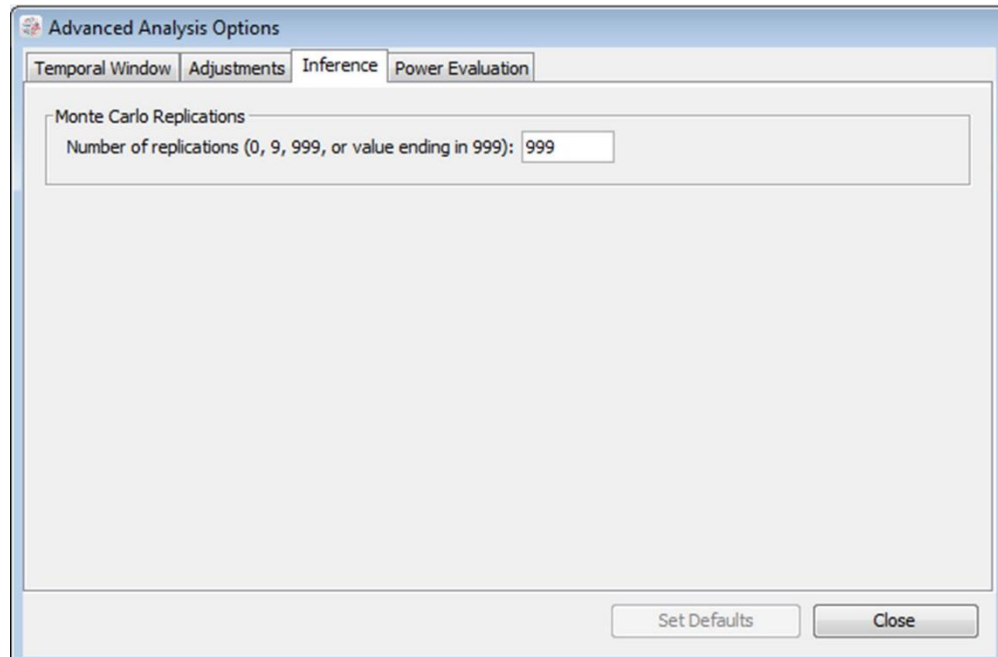 Advanced Analysis Options
Temporal Window Adjustments Inference Power Evaluation
Monte Carlo Replications
Number of replications (0, 9, 999, or value ending in 999): 999
Set Defaults Close